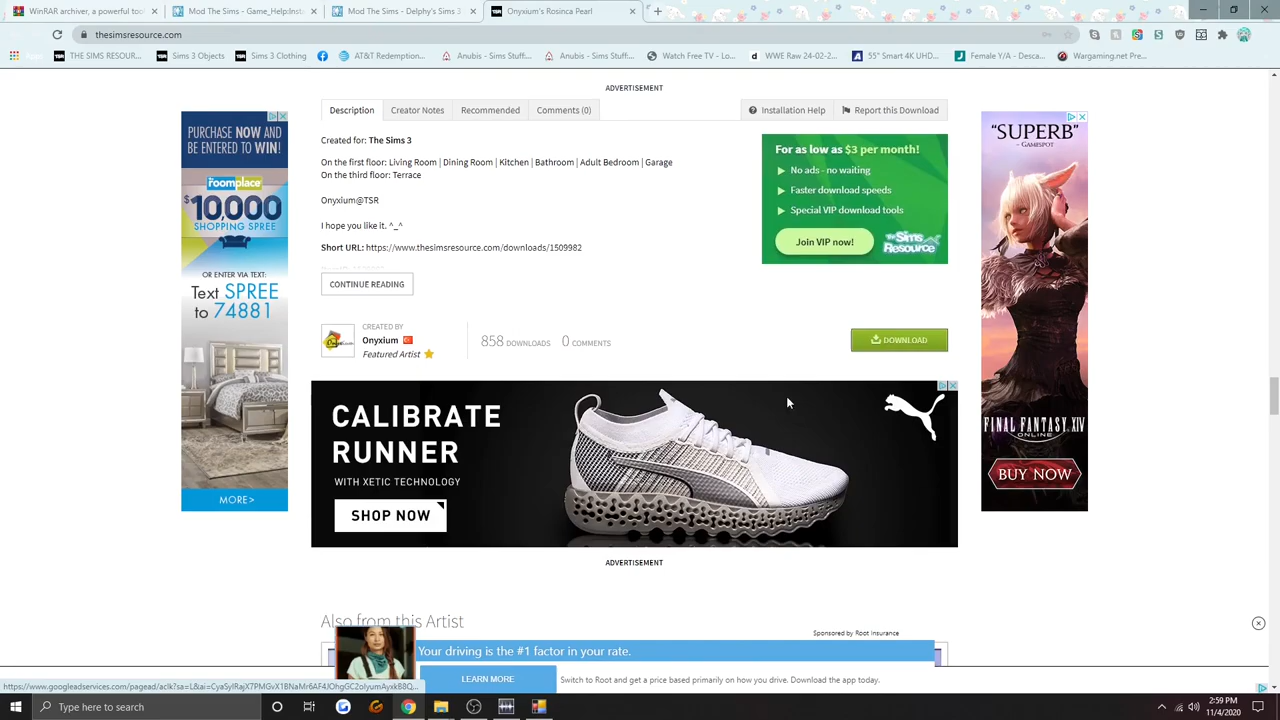 WinRAR archiver, a powerful too
Mod The Sims - Game_Help:Inst
Mod The Sims - Delphy's Sims 3
Onyxium's Rosinca Pearl
thesimsresource.com
THE SIMS RESOUR...
Sims 3 Objects
Sims 3 Clothing
AT&T Redemption...
Anubis - Sims Stuff:...
Anubis - Sims Stuff:...
Watch Free TV - Lo...
WWE Raw 24-02-2...
55" Smart 4K UHD...
Female Y/A - Desca...
Wargaming.net Pre...
ADVERTISEMENT
Description
Creator Notes
Recommended
Comments (0)
Installation Help
Report this Download
Created for: The Sims 3
On the first floor: Living Room | Dining Room | Kitchen | Bathroom | Adult Bedroom | Garage
On the third floor: Terrace
Onyxium@TSR
I hope you like it. ^_^
Short URL: https://www.thesimsresource.com/downloads/1509982
CONTINUE READING
For as low as $3 per month!
No ads - no waiting
Faster download speeds
Special VIP download tools
Join VIP now!
The Sims Resource
CREATED BY
Onyxium
Featured Artist
858 DOWNLOADS
0 COMMENTS
DOWNLOAD
PURCHASE NOW AND
BE ENTERED TO WIN!
the roomplace
$10,000
SHOPPING SPREE
OR ENTER VIA TEXT:
Text SPREE
to 74881
MORE>
"SUPERB"
~ GAMESPOT
FINAL FANTASY XIV
ONLINE
BUY NOW
CALIBRATE
RUNNER
WITH XETIC TECHNOLOGY
SHOP NOW
ADVERTISEMENT
Also from this Artist
Sponsored by Root Insurance
Your driving is the #1 factor in your rate.
LEARN MORE
Switch to Root and get a price based primarily on how you drive. Download the app today.
https://www.googleadservices.com/pagead/aclk?sa=L&ai=CyaSylRajX7PMGvX1BNaMr6AF4JOhgGC2olyumAyxkB8Q...
Type here to search
2:59 PM
11/4/2020